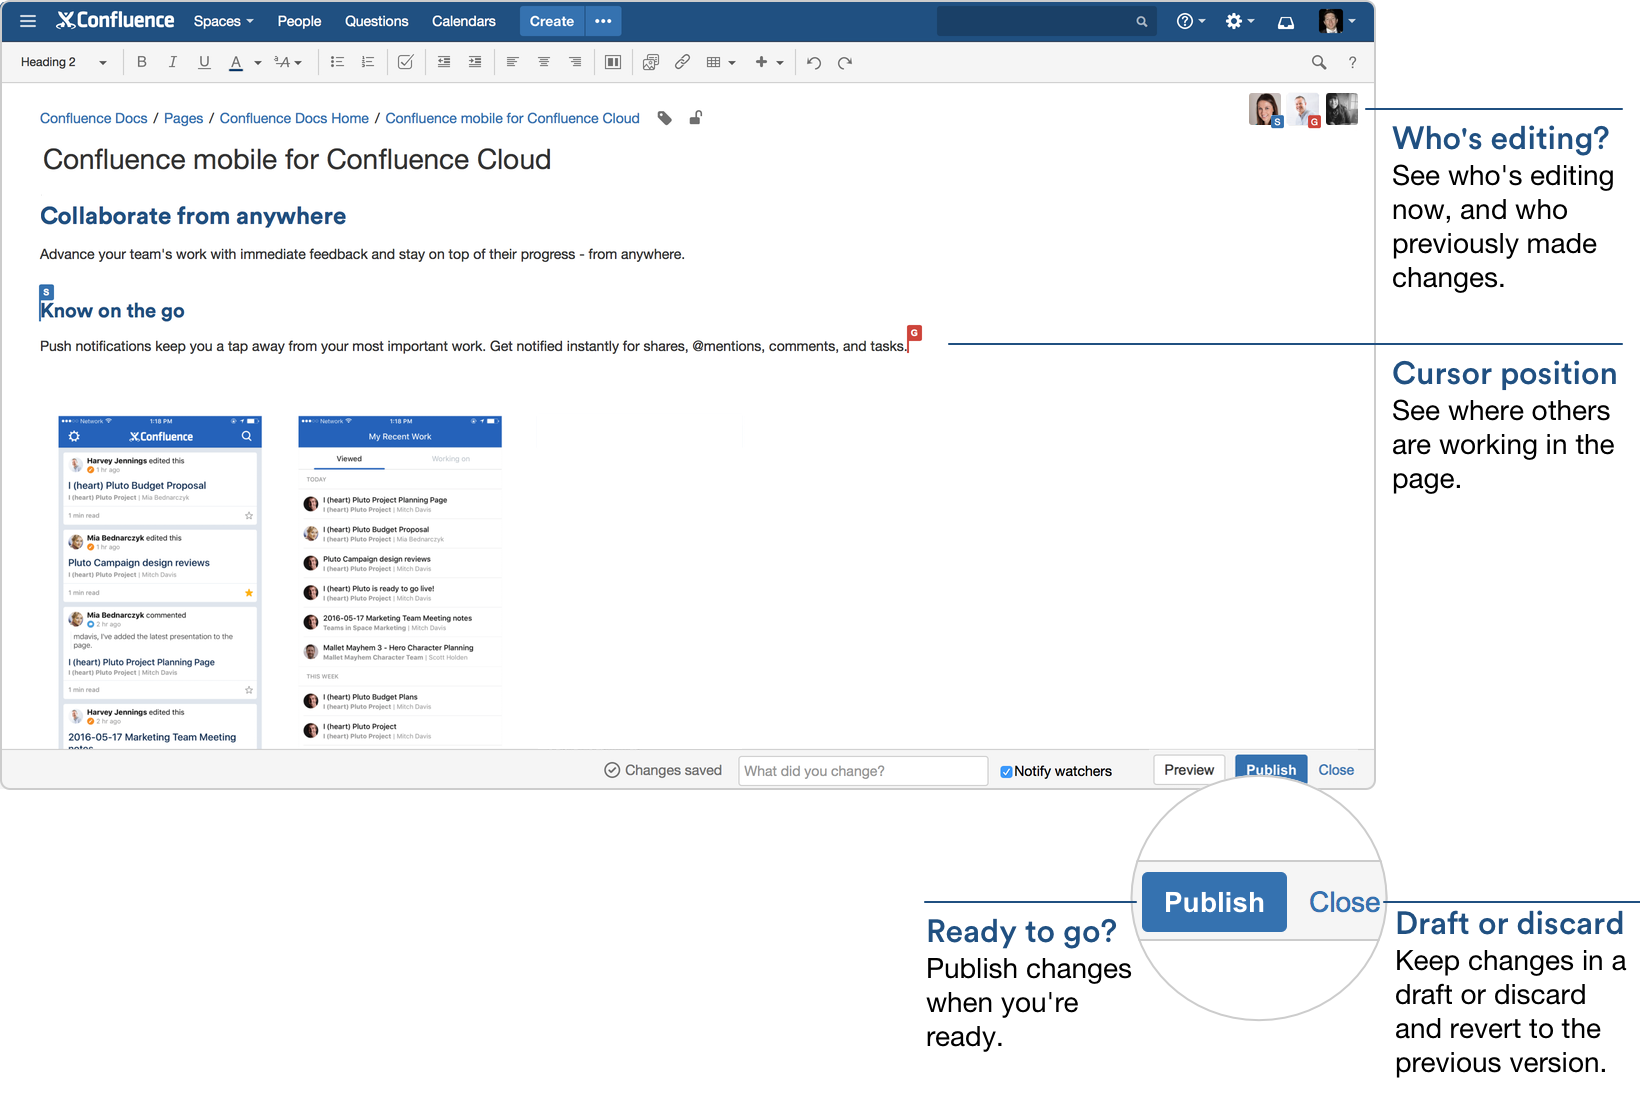 Confluence Spaces People Questions Calendars Create ••• 
Heading 2 B I U A ªA ?
Confluence Docs / Pages / Confluence Docs Home / Confluence mobile for Confluence Cloud
S G
Confluence mobile for Confluence Cloud
Collaborate from anywhere
Advance your team's work with immediate feedback and stay on top of their progress - from anywhere.
S
Know on the go
G
Push notifications keep you a tap away from your most important work. Get notified instantly for shares, @mentions, comments, and tasks.
Network 1:18 PM
Confluence
Harvey Jennings edited this
1 hr ago
I (heart) Pluto Budget Proposal
I (heart) Pluto Project | Mia Bednarczyk
1 min read
Mia Bednarczyk edited this
1 hr ago
Pluto Campaign design reviews
I (heart) Pluto Project | Mitch Davis
1 min read
Mia Bednarczyk commented
2 hr ago
mdavis, I've added the latest presentation to the
page.
I (heart) Pluto Project Planning Page
I (heart) Pluto Project | Mitch Davis
1 min read
Harvey Jennings edited this
2 hr ago
2016-05-17 Marketing Team Meeting
notes
Network 1:18 PM
My Recent Work
Viewed Working on
TODAY
I (heart) Pluto Project Planning Page
I (heart) Pluto Project | Mitch Davis
I (heart) Pluto Budget Proposal
I (heart) Pluto Project | Mia Bednarczyk
Pluto Campaign design reviews
I (heart) Pluto Project | Mitch Davis
I (heart) Pluto is ready to go live!
I (heart) Pluto Project | Mitch Davis
2016-05-17 Marketing Team Meeting notes
Teams in Space Marketing | Mitch Davis
Mallet Mayhem 3 - Hero Character Planning
Mallet Mayhem Character Team | Scott Holden
THIS WEEK
I (heart) Pluto Budget Plans
I (heart) Pluto Project | Mitch Davis
I (heart) Pluto Project
I (heart) Pluto Project | Mitch Davis
Changes saved What did you change? Notify watchers Preview Publish Close
Who's editing?
See who's editing
now, and who
previously made
changes.
Cursor position
See where others
are working in the
page.
Publish Close
Ready to go?
Publish changes
when you're
ready.
Draft or discard
Keep changes in a
draft or discard
and revert to the
previous version.